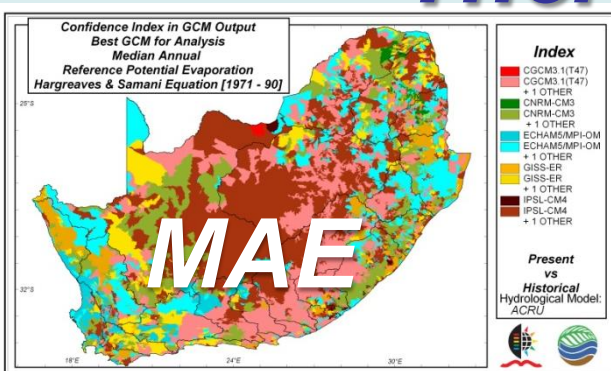 Confidence Index in GCM Output
Best GCM for Analysis
Median Annual
Reference Potential Evaporation
Hargreaves & Samani Equation [1971 - 90]
Index
CGCM3.1(T47)
CGCM3.1(T47)
+ 1 OTHER
CNRM-CM3
CNRM-CM3
+ 1 OTHER
ECHAM5/MPI-OM
ECHAM5/MPI-OM
+ 1 OTHER
GISS-ER
GISS-ER
+ 1 OTHER
IPSL-CM4
IPSL-CM4
+ 1 OTHER
MAE
Present
vs
Historical
Hydrological Model:
ACRU
32°S
18°E
24°E
30°E